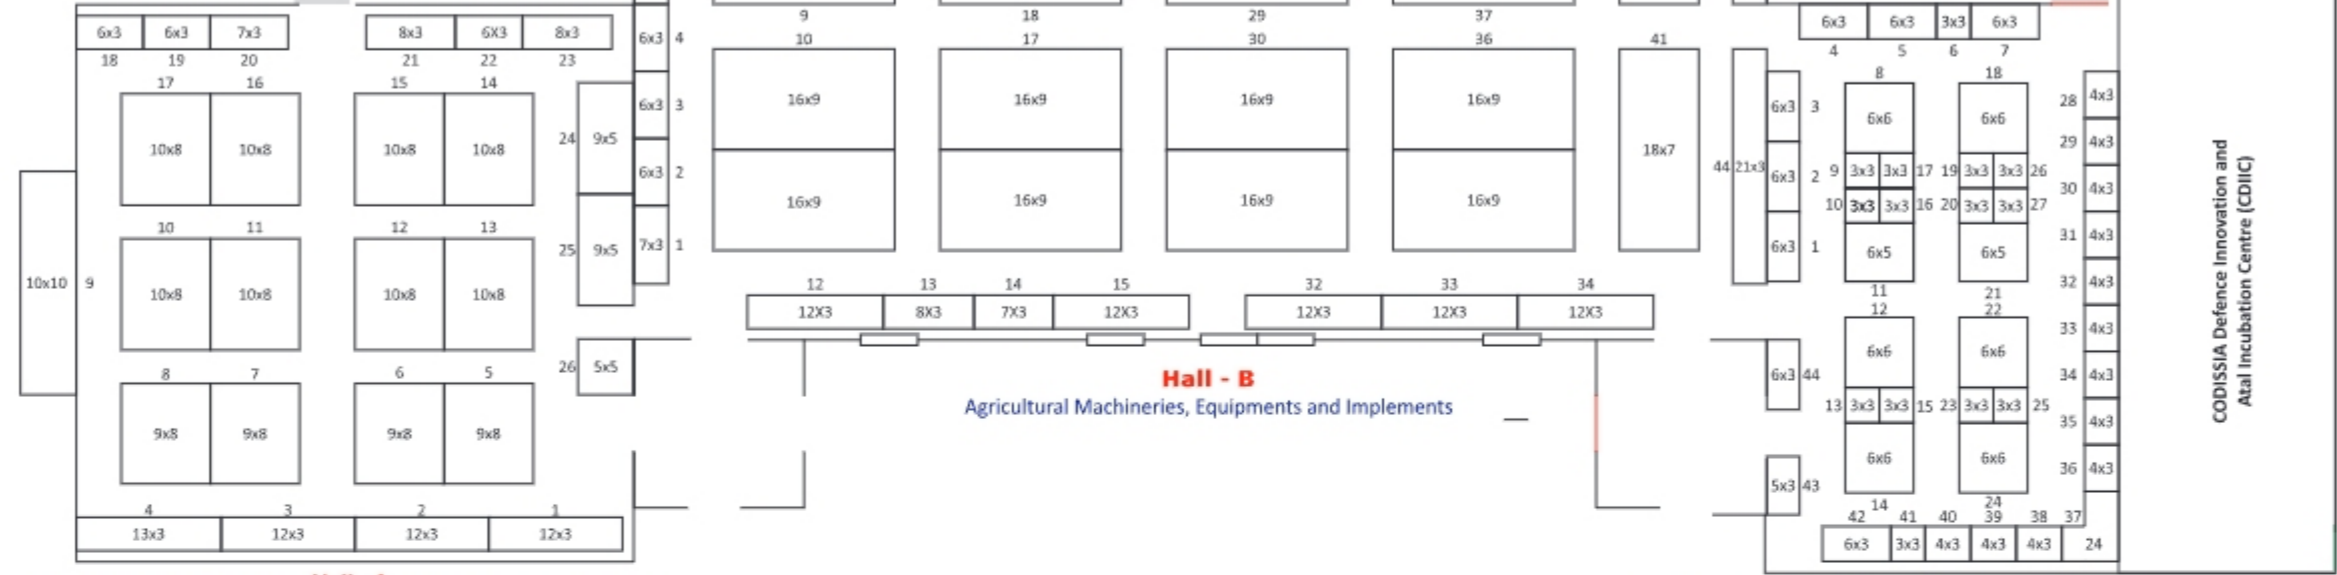 9 18 29 37
6x3 6x3 7x3 8x3 6X3 8x3 6x3 4 6x3 6x3 3x3 6x3
10 17 30 36 41
18 19 20 21 22 23 4 5 6 7
17 16 15 14 8 18
28 4x3
16x9 16x9 16x9 16x9
6x3 3 6x3 3
6x6 6x6
24 9x5
29 4x3
10x8 10x8 10x8 10x8 18x7
44 21x3
6x3 2 6x3 2 9 3x3 3x3 17 19 3x3 3x3 26
30 4x3
16x9 16x9 16x9 16x9
10 3x3 3x3 16 20 3x3 3x3 27
10 11 12 13
31 4x3
25 9x5 7x3 1 6x3 1 6x5 6x5
10x10 9
32 4x3
12 13 14 15 32 33 34
10x8 10x8 10x8 10x8
11 21
12X3 8X3 7X3 12X3 12X3 12X3 12X3
12 22
33 4x3
6x6 6x6
26 5x5
8 7 6 5
6x3 44
34 4x3
Hall - B
Agricultural Machineries, Equipments and Implements
13 3x3 3x3 15 23 3x3 3x3 25
35 4x3
9x8 9x8 9x8 9x8
6x6 6x6
36 4x3
5x3 43
14 24
4 3 2 1
42 41 40 39 38 37
13x3 12x3 12x3 12x3
6x3 3x3 4x3 4x3 4x3 24
CODISSIA Defence Innovation and
Atal Incubation Centre (CDIIC)